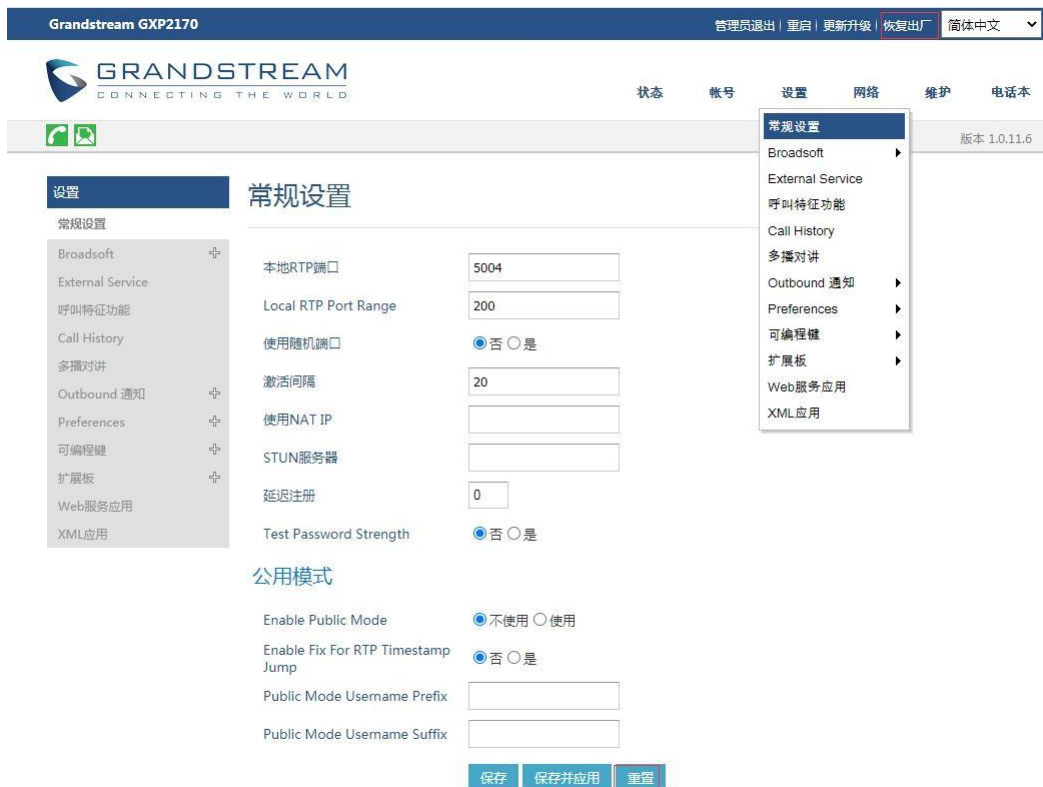 Grandstream GXP2170
管理员退出 | 重启 | 更新升级 | 恢复出厂 简体中文
GRANDSTREAM
CONNECTING THE WORLD
状态 帐号 设置 网络 维护 电话本
版本 1.0.11.6
常规设置
Broadsoft
External Service
呼叫特征功能
Call History
多播对讲
Outbound 通知
Preferences
可编程键
扩展板
Web服务应用
XML应用
设置
常规设置
Broadsoft
External Service
呼叫特征功能
Call History
多播对讲
Outbound 通知
Preferences
可编程键
扩展板
Web服务应用
XML应用
常规设置
本地RTP端口 5004
Local RTP Port Range 200
使用随机端口 否 是
激活间隔 20
使用NAT IP
STUN服务器
延迟注册 0
Test Password Strength 否 是
公用模式
Enable Public Mode 不使用 使用
Enable Fix For RTP Timestamp
Jump 否 是
Public Mode Username Prefix
Public Mode Username Suffix
保存 保存并应用 重置